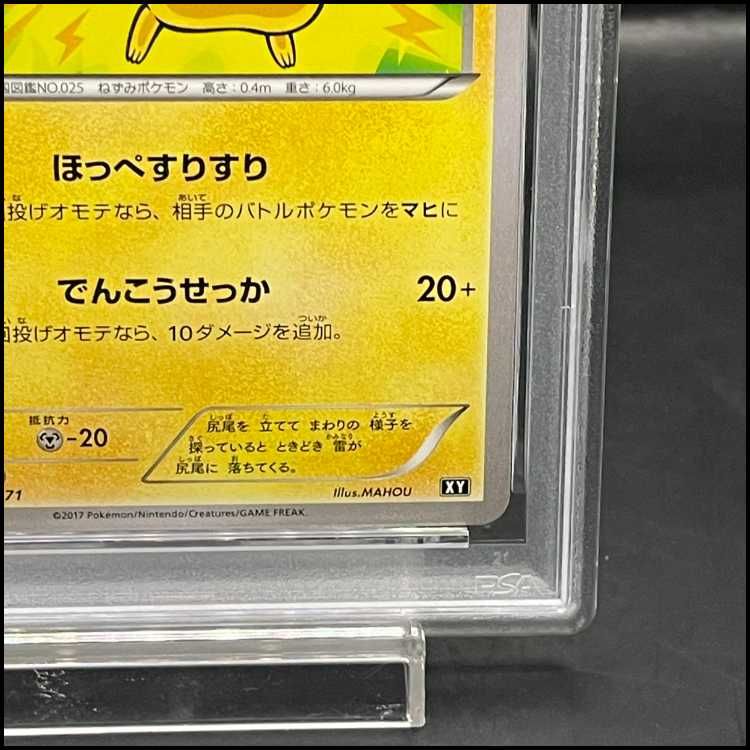 図鑑NO.025 ねずみポケモン 高さ:0.4m 重さ:6.0kg
ほっぺすりすり
投げオモテなら、相手のバトルポケモンをマヒに
でんこうせっか 20+
回投げオモテなら、10ダメージを追加。
抵抗力
-20
尻尾を 立てて まわりの 様子を
探っていると ときどき 雷が
尻尾に 落ちてくる。
71
Illus.MAHOU XY
©2017 Pokémon/Nintendo/Creatures/GAME FREAK.
PSA